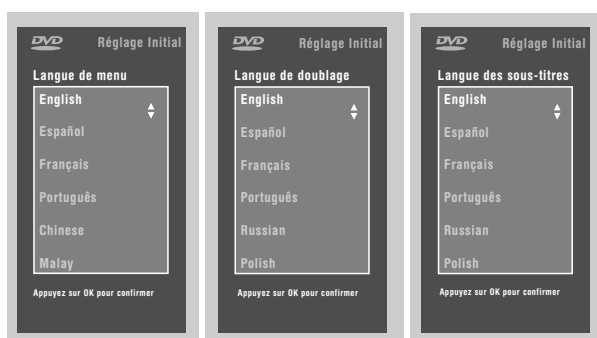 DVD Réglage Initial
Langue de menu
English
Español
Français
Português
Chinese
Malay
Appuyez sur OK pour confirmer
DVD Réglage Initial
Langue de doublage
English
Español
Français
Português
Russian
Polish
Appuyez sur OK pour confirmer
DVD Réglage Initial
Langue des sous-titres
English
Español
Français
Português
Russian
Polish
Appuyez sur OK pour confirmer